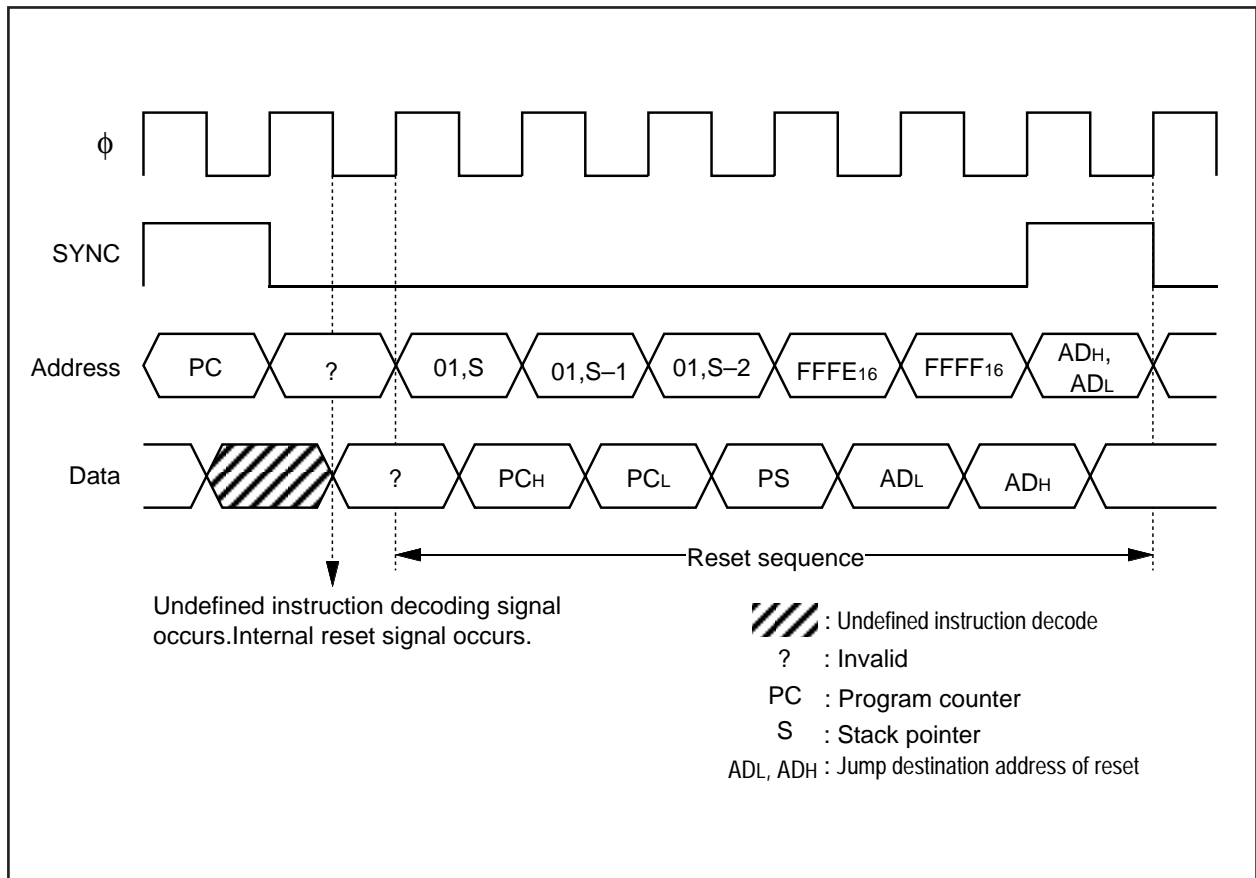 ϕ
SYNC
Address
PC
?
01,S
01,S–1
01,S–2
FFFE16
FFFF16
ADH,
ADL
Data
?
PCH
PCL
PS
ADL
ADH
Reset sequence
Undefined instruction decoding signal
occurs.Internal reset signal occurs.
: Undefined instruction decode
? : Invalid
PC : Program counter
S : Stack pointer
ADL, ADH : Jump destination address of reset